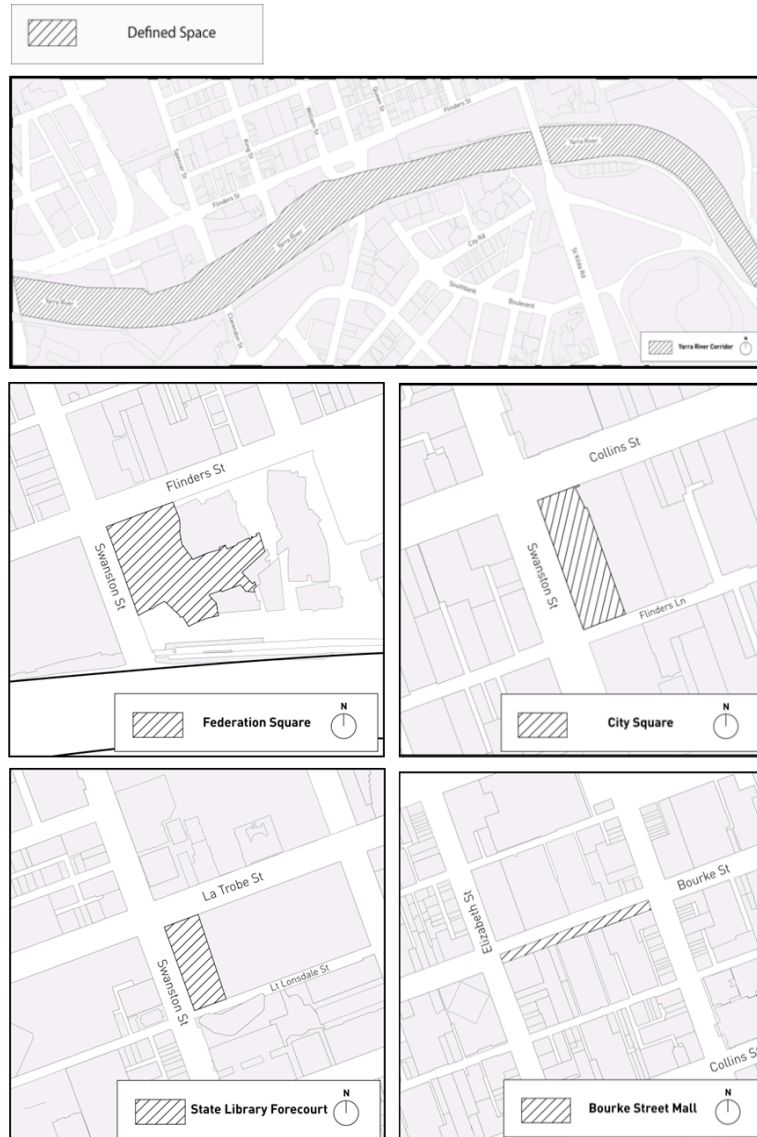 Defined Space
Spencer St
King St
William St
Queen St
Flinders St
Flinders St
Yarra River
Yarra River
Yarra River
City Rd
Southbank
Boulevard
St Kilda Rd
Clarendon St
Yarra River Corridor
N
Flinders St
Swanston St
Federation Square
N
Collins St
Swanston St
Flinders Ln
City Square
N
La Trobe St
Swanston St
Lt Lonsdale St
State Library Forecourt
N
Elizabeth St
Bourke St
Collins St
Bourke Street Mall
N